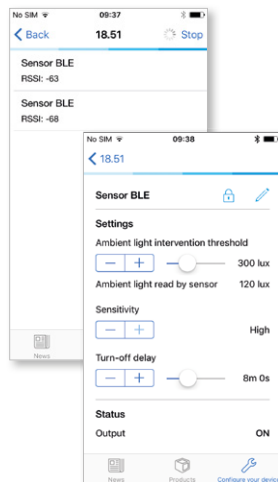 No SIM 09:37
Back 18.51 Stop
Sensor BLE
RSSI: -63
Sensor BLE
RSSI: -68
News
No SIM 09:38
18.51
Sensor BLE
Settings
Ambient light intervention threshold
− + 300 lux
Ambient light read by sensor 120 lux
Sensitivity
− + High
Turn-off delay
− + 8m 0s
Status
Output ON
News Products Configure your device